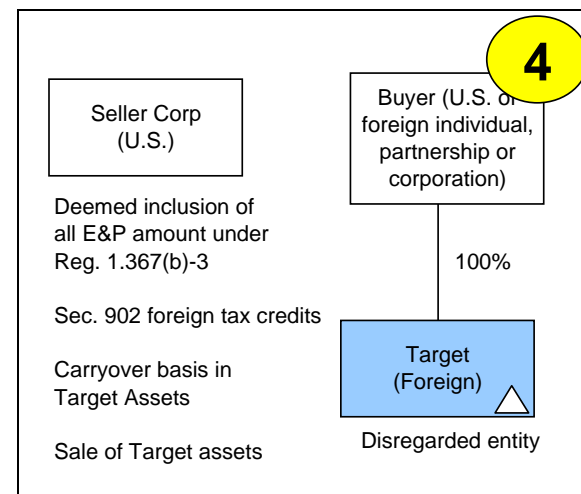 4
Seller Corp
(U.S.)
Buyer (U.S. or
foreign individual,
partnership or
corporation)
Deemed inclusion of
all E&P amount under
Reg. 1.367(b)-3
100%
Sec. 902 foreign tax credits
Carryover basis in
Target Assets
Target
(Foreign)
Sale of Target assets
Disregarded entity